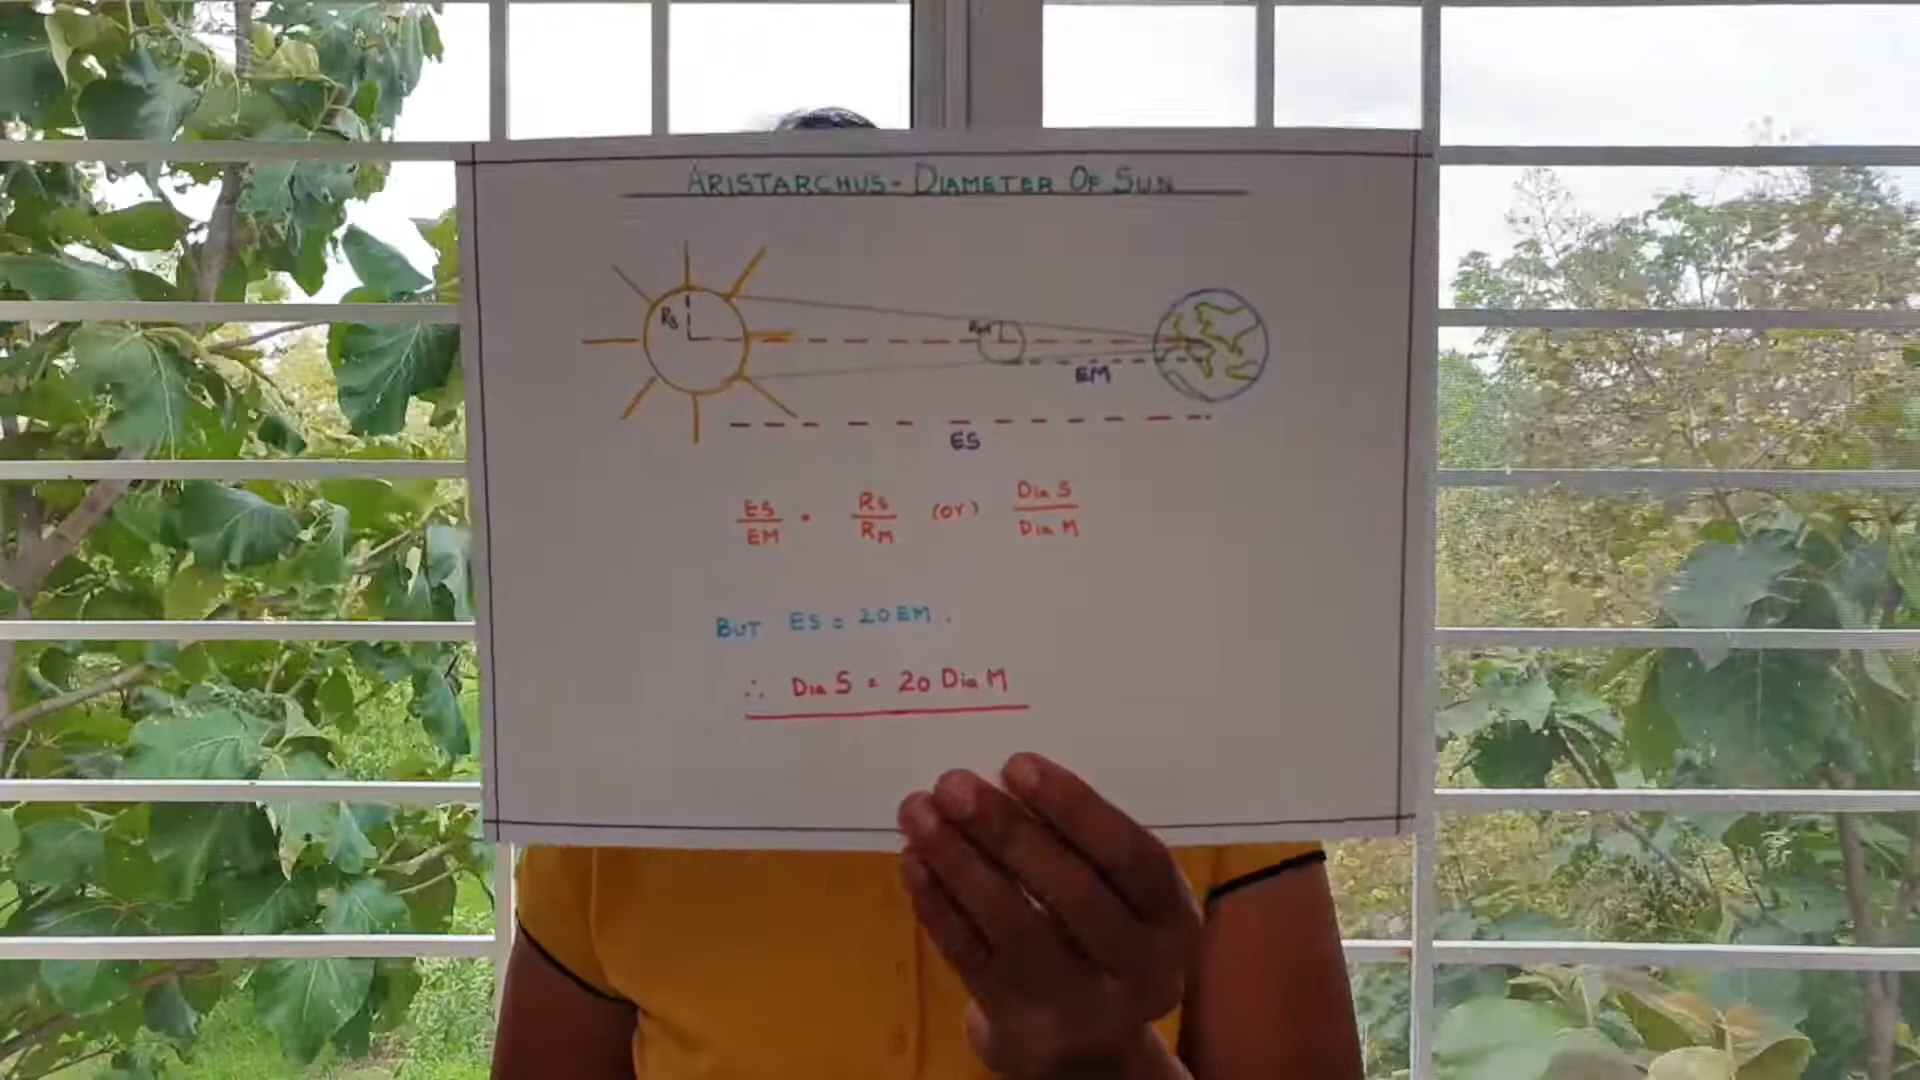 ARISTARCHUS - DIAMETER OF SUN
RS
RM
EM
ES
ES/EM = RS/RM (or) Dia S/Dia M
BUT ES = 20 EM.
∴ Dia S = 20 Dia M